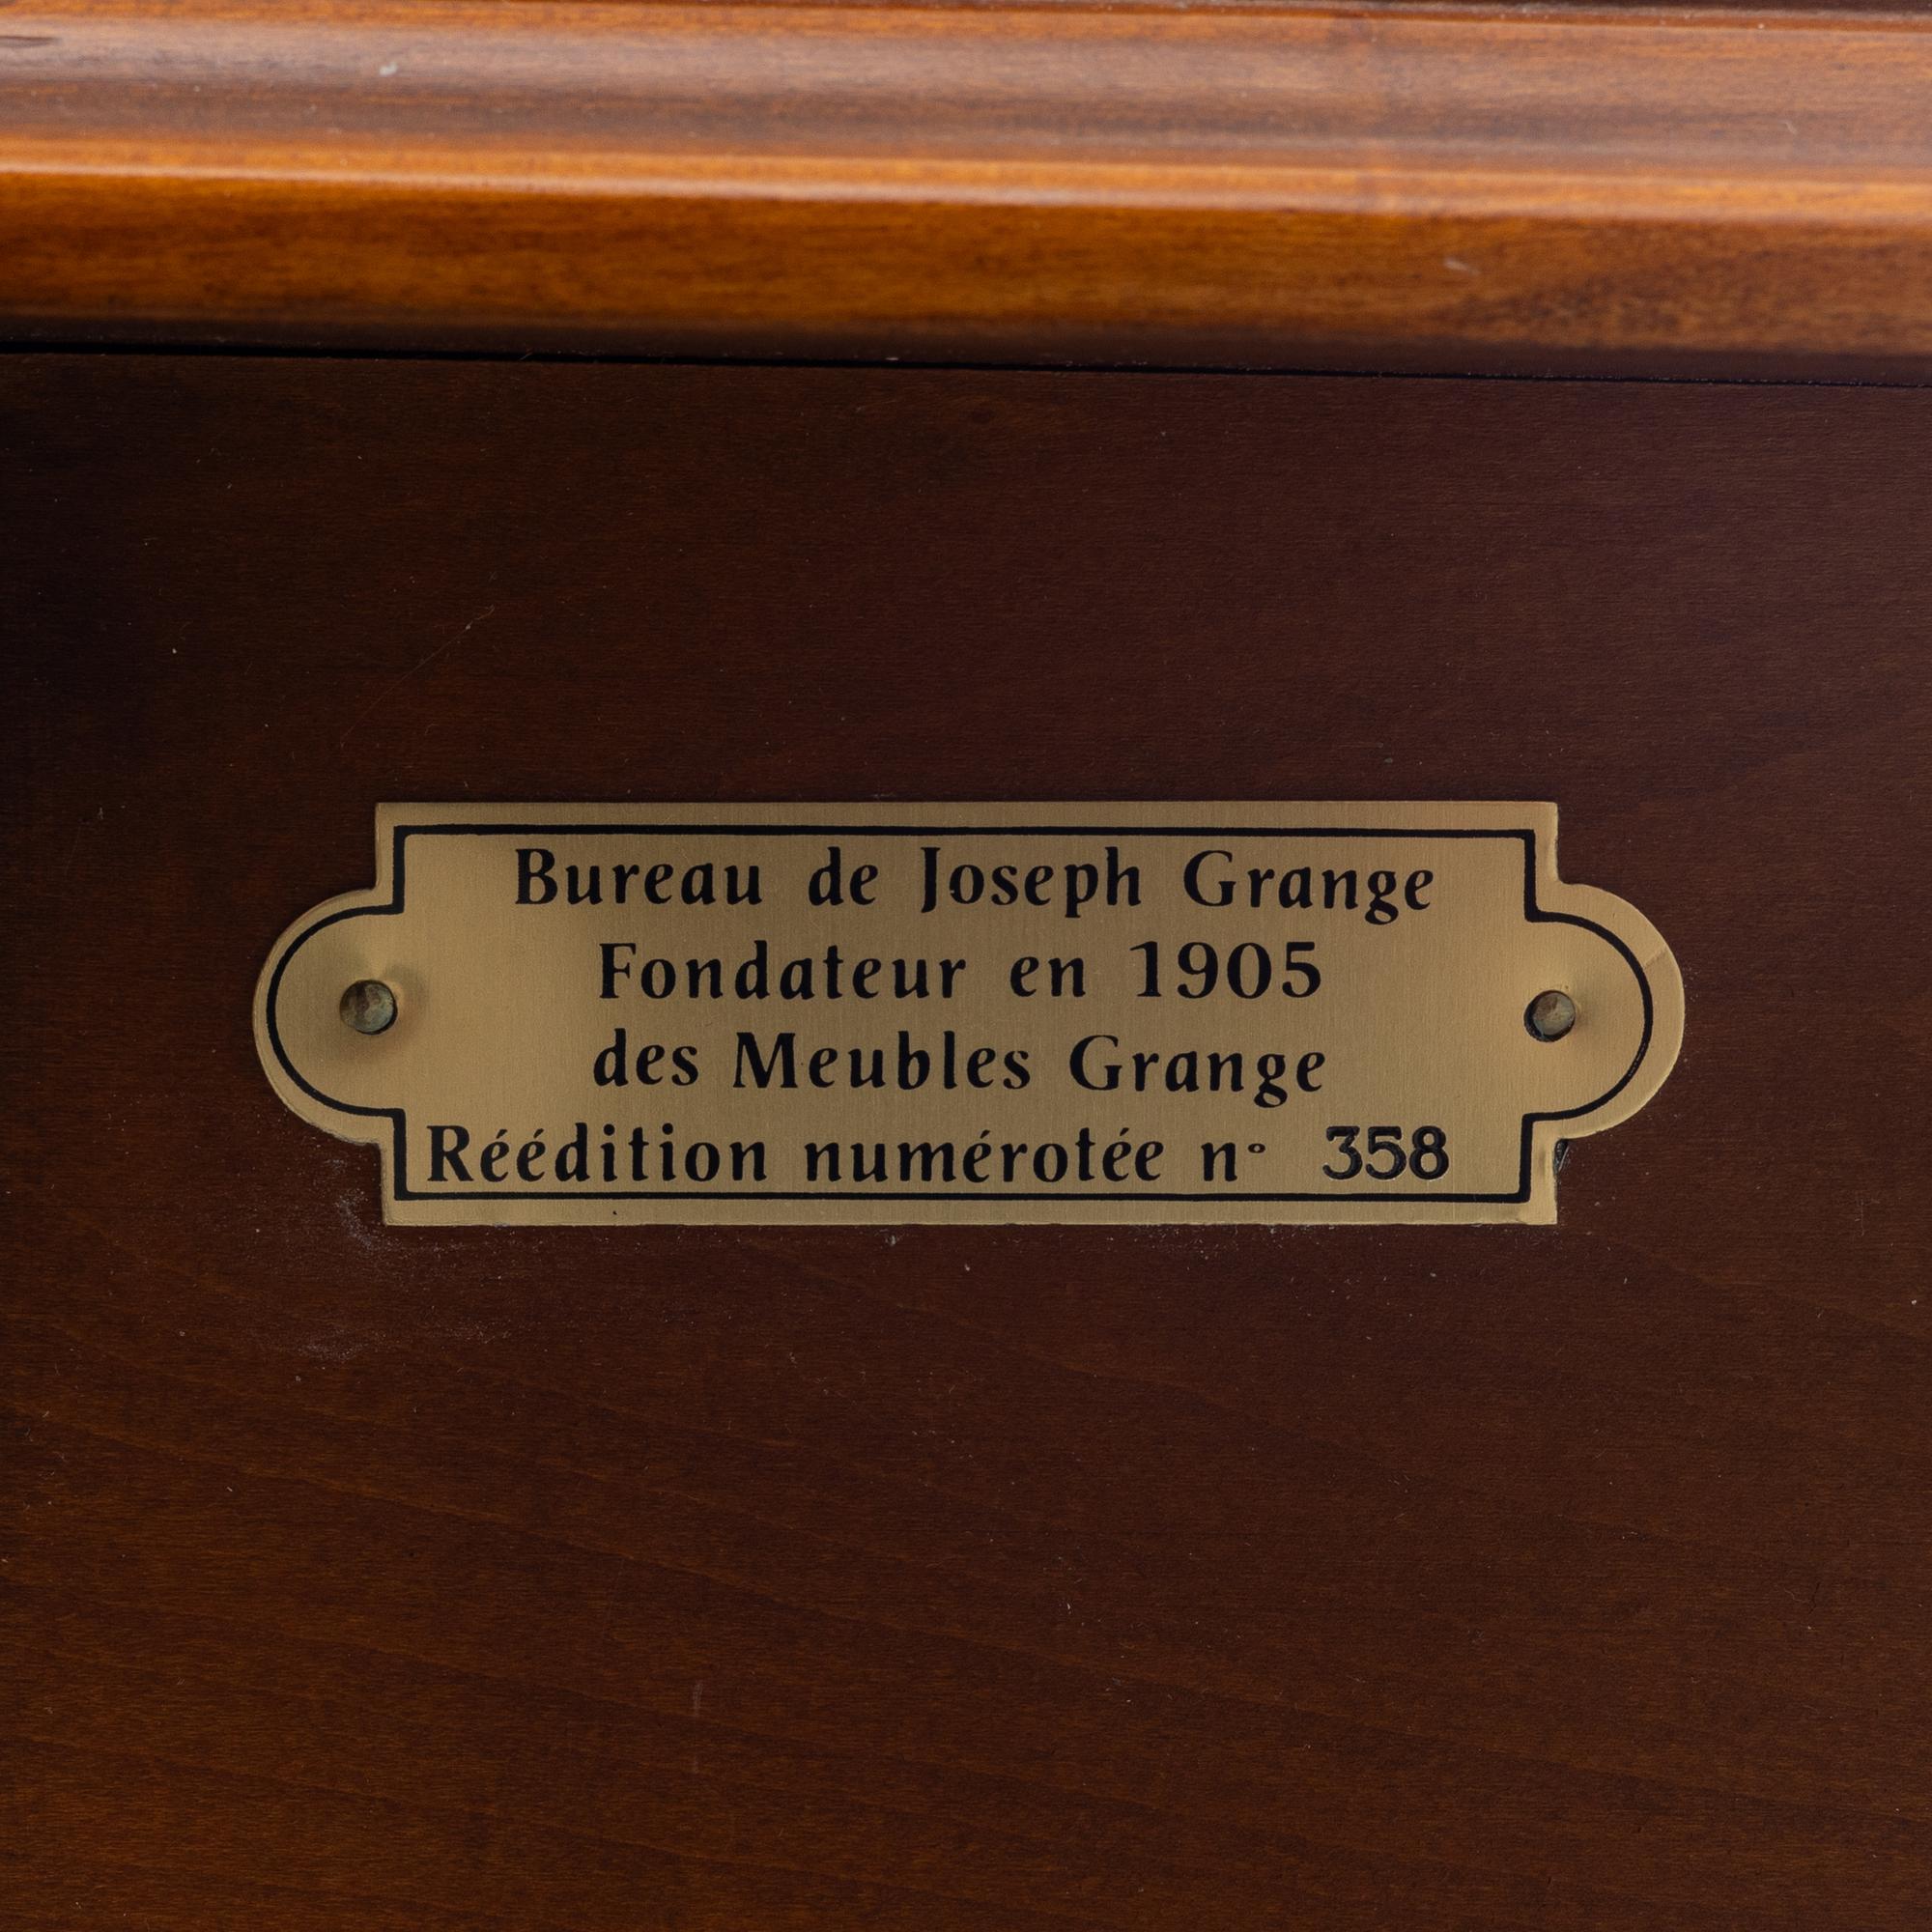 Bureau de Joseph Grange
Fondateur en 1905
des Meubles Grange
Réédition numérotée n° 358